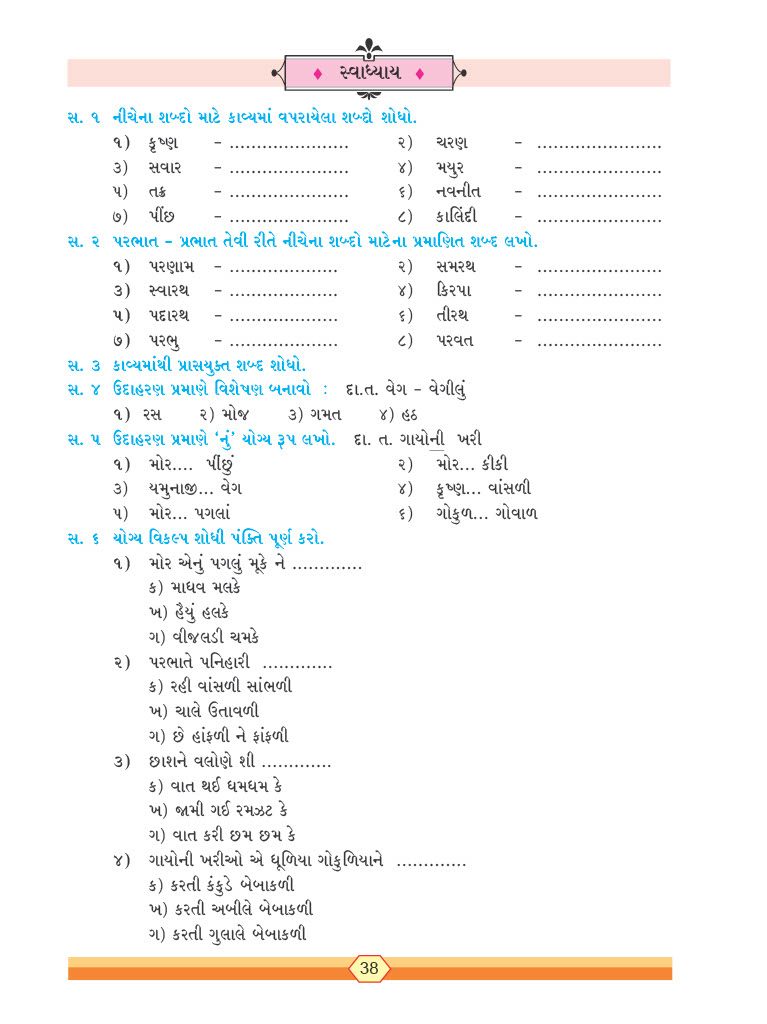 સ્વાધ્યાય
સ. ૧ નીચેના શબ્દો માટે કાવ્યમાં વપરાયેલા શબ્દો શોધો.
૧) કૃષ્ણ – ...................... ૨) ચરણ – .......................
૩) સવાર – ...................... ૪) મયુર – .......................
૫) તક્ર – ...................... ૬) નવનીત – .......................
૭) પીંછ – ...................... ૮) કાલિંદી – .......................
સ. ૨ પરભાત – પ્રભાત તેવી રીતે નીચેના શબ્દો માટેના પ્રમાણિત શબ્દ લખો.
૧) પરણામ – .................... ૨) સમરથ – .......................
૩) સ્વારથ – .................... ૪) કિરપા – .......................
૫) પદારથ – .................... ૬) તીરથ – .......................
૭) પરભુ – .................... ૮) પરવત – .......................
સ. ૩ કાવ્યમાંથી પ્રાસયુક્ત શબ્દ શોધો.
સ. ૪ ઉદાહરણ પ્રમાણે વિશેષણ બનાવો : દા.ત. વેગ – વેગીલું
૧) રસ ૨) મોજ ૩) ગમત ૪) હઠ
સ. ૫ ઉદાહરણ પ્રમાણે ‘નું’ યોગ્ય રૂપ લખો. દા. ત. ગાયોની ખરી
૧) મોર.... પીંછું ૨) મોર... કીકી
૩) યમુનાજી... વેગ ૪) કૃષ્ણ... વાંસળી
૫) મોર... પગલાં ૬) ગોકુળ... ગોવાળ
સ. ૬ યોગ્ય વિકલ્પ શોધી પંક્તિ પૂર્ણ કરો.
૧) મોર એનું પગલું મૂકે ને .............
ક) માધવ મલકે
ખ) હૈયું હલકે
ગ) વીજલડી ચમકે
૨) પરભાતે પનિહારી .............
ક) રહી વાંસળી સાંભળી
ખ) ચાલે ઉતાવળી
ગ) છે હાંફળી ને ફાંફળી
૩) છાશને વલોણે શી .............
ક) વાત થઈ ધમધમ કે
ખ) જામી ગઈ રમઝટ કે
ગ) વાત કરી છમ છમ કે
૪) ગાયોની ખરીઓ એ ધૂળિયા ગોકુળિયાને .............
ક) કરતી કંકુડે બેબાકળી
ખ) કરતી અબીલે બેબાકળી
ગ) કરતી ગુલાલે બેબાકળી
38